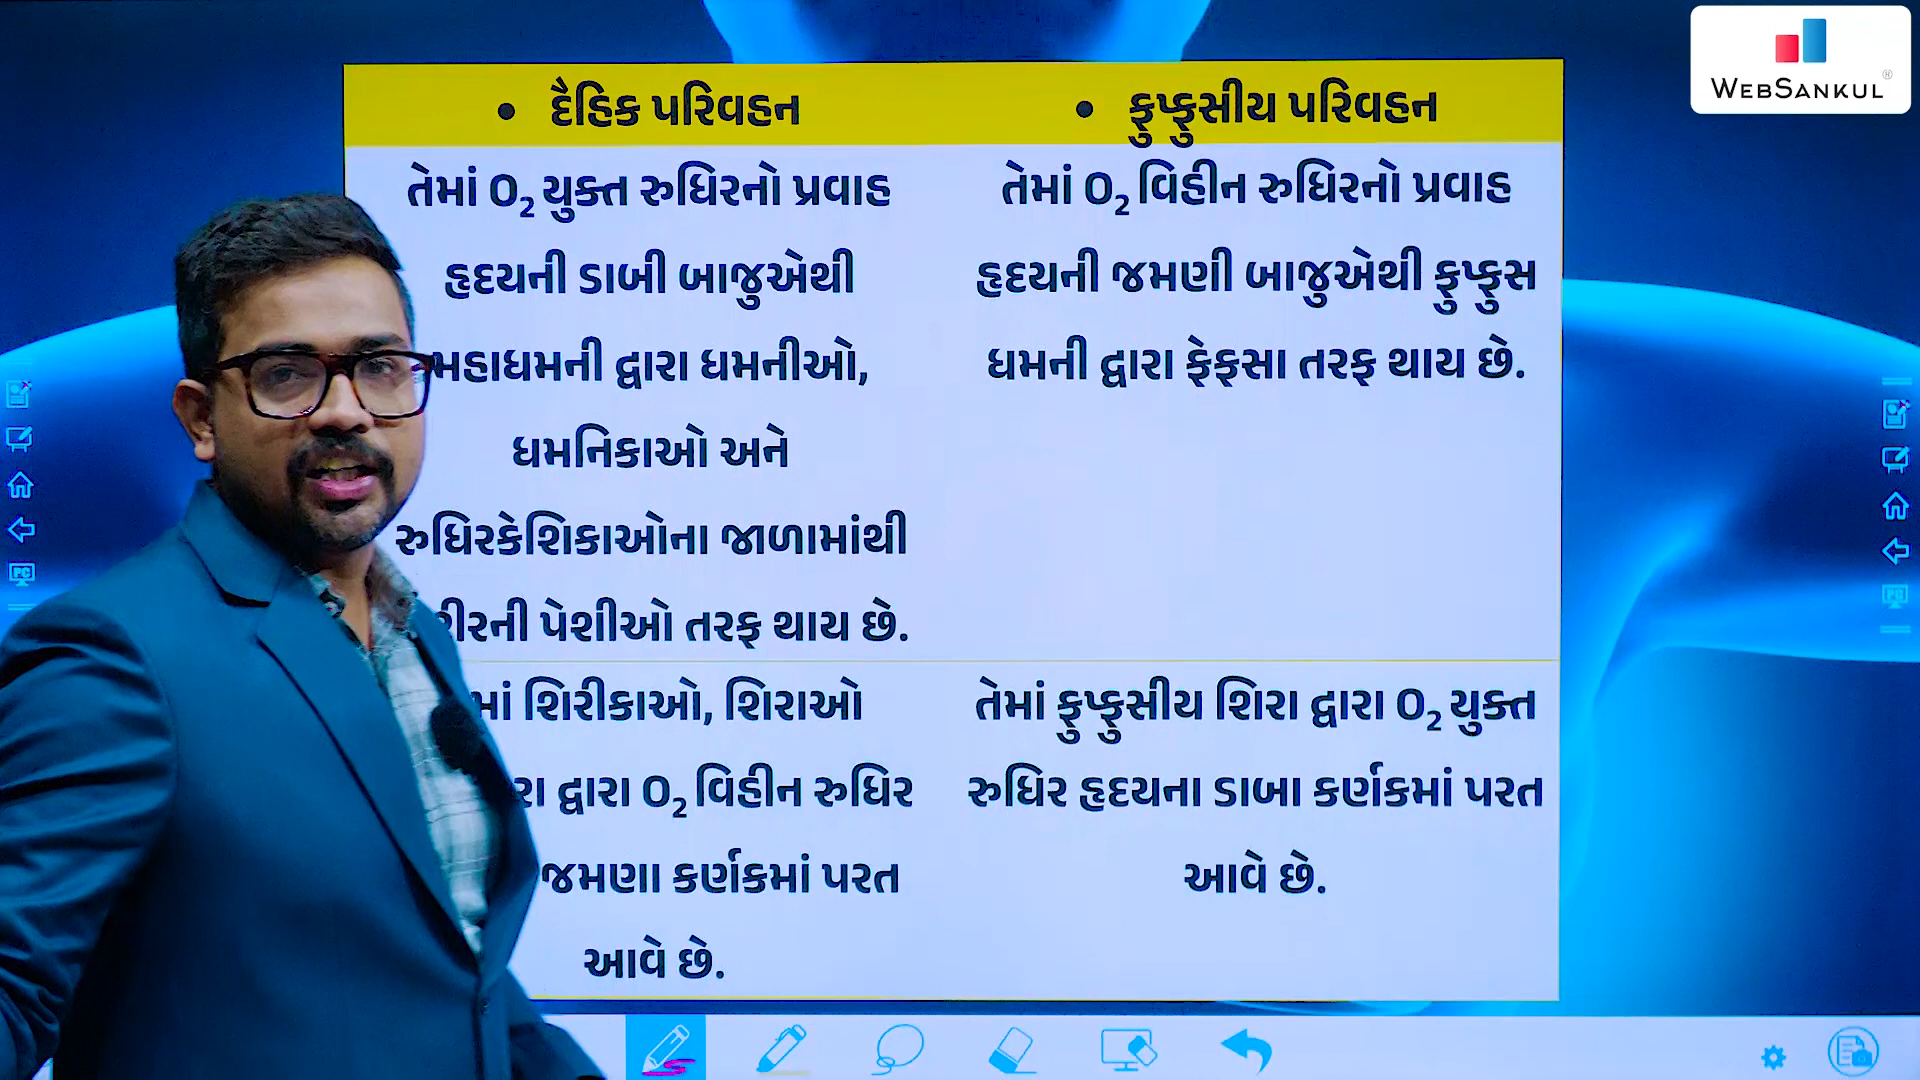 WEBSANKUL
• દૈહિક પરિવહન
• ફુપ્ફુસીય પરિવહન
તેમાં O₂ યુક્ત રુધિરનો પ્રવાહ
હૃદયની ડાબી બાજુએથી
મહાધમની દ્વારા ધમનીઓ,
ધમનિકાઓ અને
રુધિરકેશિકાઓના જાળામાંથી
પેશીઓ તરફ થાય છે.
તેમાં O₂ વિહીન રુધિરનો પ્રવાહ
હૃદયની જમણી બાજુએથી ફુપ્ફુસ
ધમની દ્વારા ફેફસા તરફ થાય છે.
શિરીકાઓ, શિરાઓ
દ્વારા O₂ વિહીન રુધિર
જમણા કર્ણકમાં પરત
આવે છે.
તેમાં ફુપ્ફુસીય શિરા દ્વારા O₂ યુક્ત
રુધિર હૃદયના ડાબા કર્ણકમાં પરત
આવે છે.